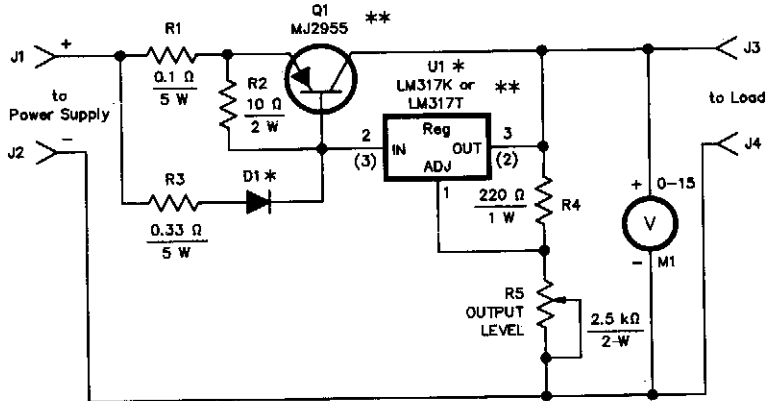 Q1 **
MJ2955
J1
+
R1
0.1 Ω
5 W
R2
10 Ω
2 W
U1 *
LM317K or **
LM317T
J3
to
Power Supply
to Load
Reg
2
IN
OUT
3
(3)
ADJ
(2)
1
J2
-
J4
R3
0.33 Ω
5 W
D1 *
220 Ω
1 W
R4
+
0-15
V
-
M1
R5
OUTPUT
LEVEL
2.5 kΩ
2-W